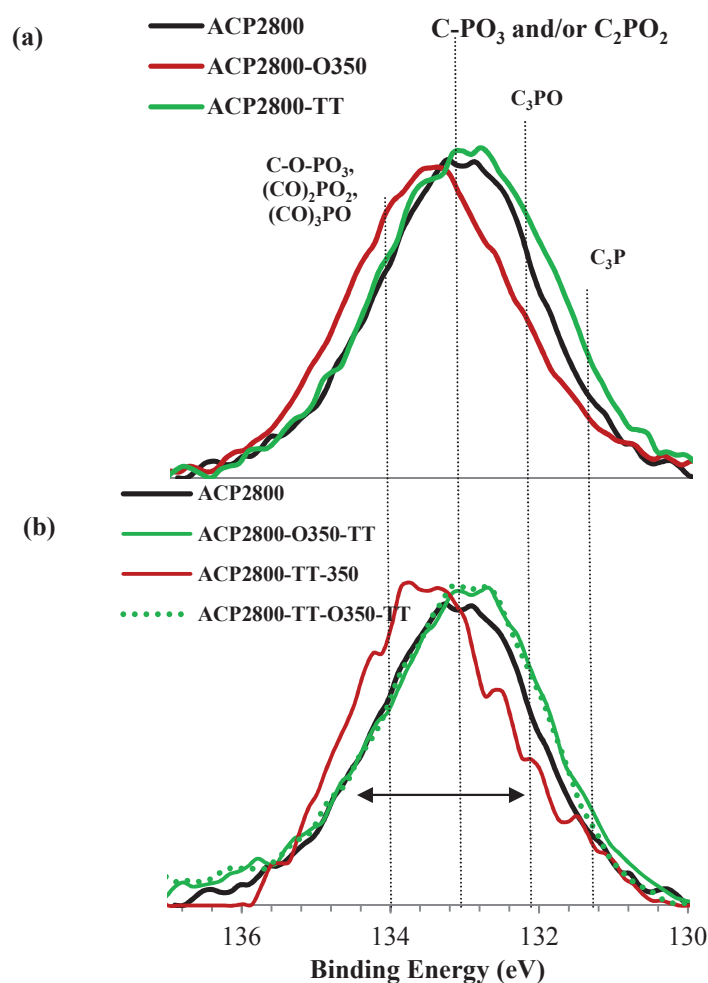 (a)
ACP2800
ACP2800-O350
ACP2800-TT
C-PO₃ and/or C₂PO₂
C₃PO
C-O-PO₃,
(CO)₂PO₂,
(CO)₃PO
C₃P
(b)
ACP2800
ACP2800-O350-TT
ACP2800-TT-350
ACP2800-TT-O350-TT
136 134 132 130
Binding Energy (eV)